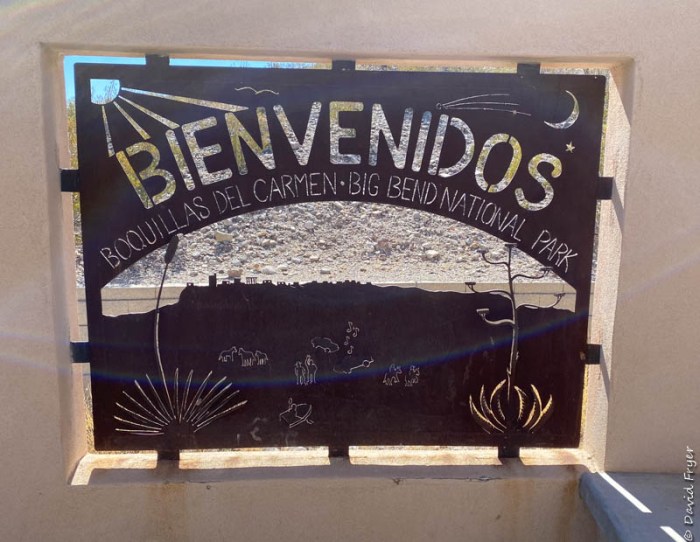 BIENVENIDOS
BOQUILLAS DEL CARMEN • BIG BEND NATIONAL PARK
© David Fryer